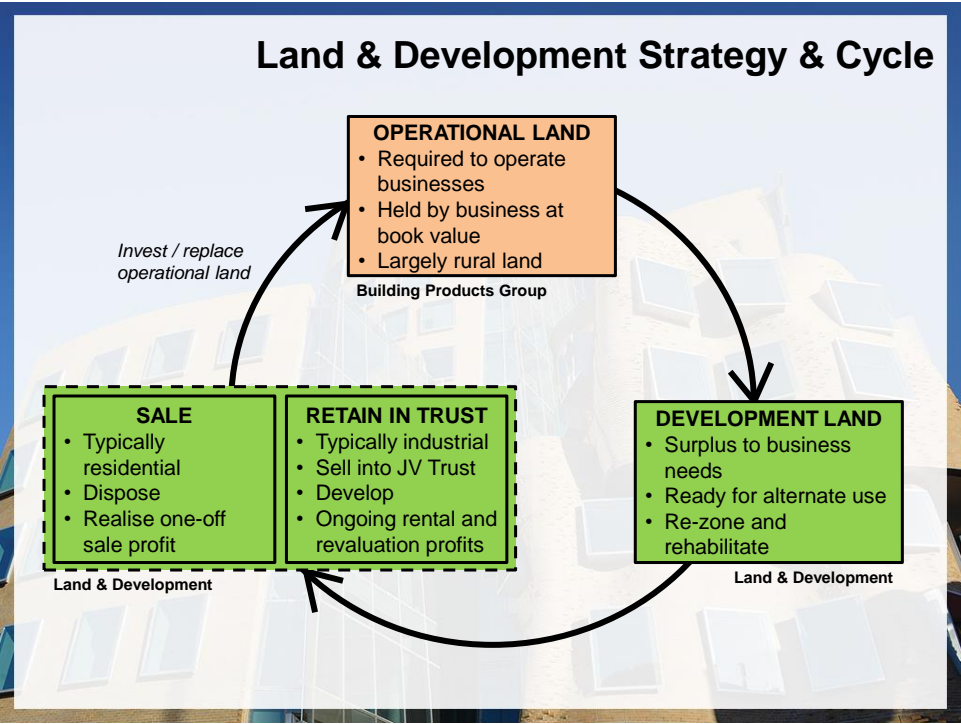 Land & Development Strategy & Cycle
OPERATIONAL LAND
• Required to operate
businesses
• Held by business at
book value
• Largely rural land
Building Products Group
Invest / replace
operational land
SALE
• Typically
residential
• Dispose
• Realise one-off
sale profit
RETAIN IN TRUST
• Typically industrial
• Sell into JV Trust
• Develop
• Ongoing rental and
revaluation profits
Land & Development
DEVELOPMENT LAND
• Surplus to business
needs
• Ready for alternate use
• Re-zone and
rehabilitate
Land & Development